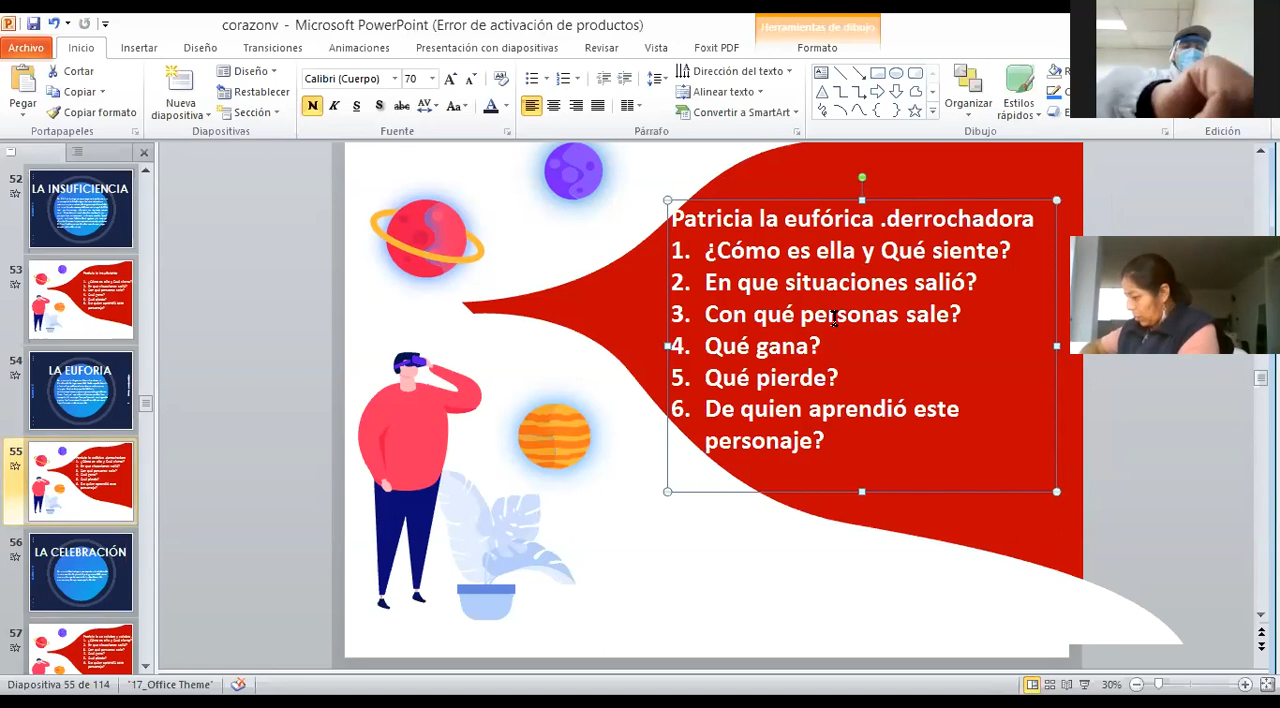 corazonv - Microsoft PowerPoint (Error de activación de productos)
Herramientas de dibujo
Archivo
Inicio
Insertar
Diseño
Transiciones
Animaciones
Presentación con diapositivas
Revisar
Vista
Foxit PDF
Formato
Pegar
Cortar
Copiar
Copiar formato
Portapapeles
Nueva diapositiva
Diseño
Restablecer
Sección
Diapositivas
Calibri (Cuerpo)
70
N K S S abc AV Aa A
Fuente
Párrafo
Dirección del texto
Alinear texto
Convertir a SmartArt
Organizar
Estilos rápidos
Dibujo
Edición
52
LA INSUFICIENCIA
53
54
LA EUFORIA
55
56
LA CELEBRACIÓN
57
Patricia la eufórica .derrochadora
1. ¿Cómo es ella y Qué siente?
2. En que situaciones salió?
3. Con qué personas sale?
4. Qué gana?
5. Qué pierde?
6. De quien aprendió este
personaje?
Diapositiva 55 de 114
"17_Office Theme"
30%